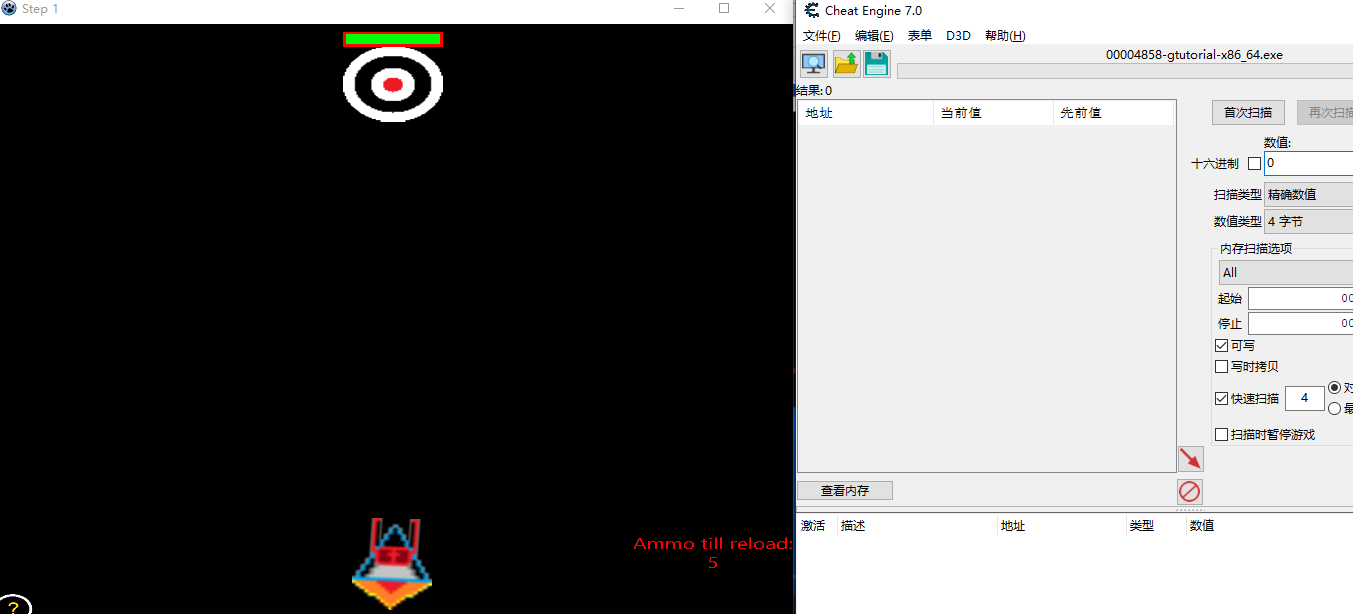 Step 1
Ammo till reload:
5
?
Cheat Engine 7.0
文件(F) 编辑(E) 表单 D3D 帮助(H)
00004858-gtutorial-x86_64.exe
结果:0
地址 当前值 先前值
首次扫描 再次扫描
数值:
十六进制 0
扫描类型 精确数值
数值类型 4 字节
内存扫描选项
All
起始 00
停止 00
可写
写时拷贝
快速扫描 4 对
最
扫描时暂停游戏
查看内存
激活 描述 地址 类型 数值